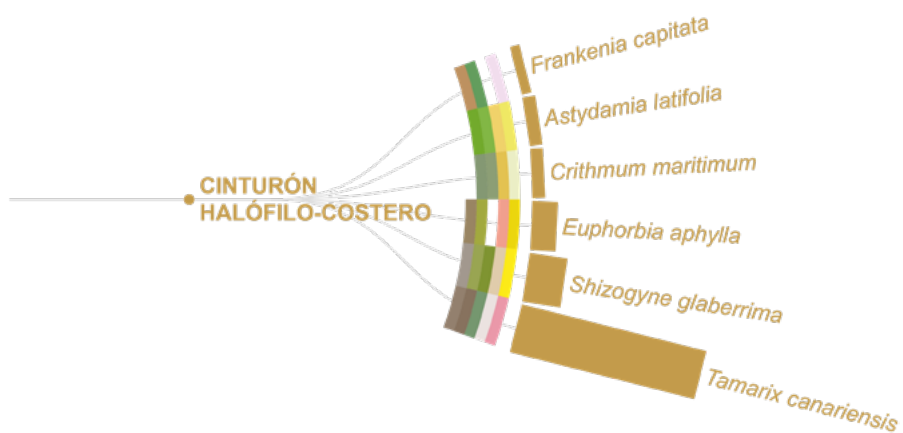 Frankenia capitata
Astydamia latifolia
Crithmum maritimum
CINTURÓN
HALÓFILO-COSTERO
Euphorbia aphylla
Shizogyne glaberrima
Tamarix canariensis